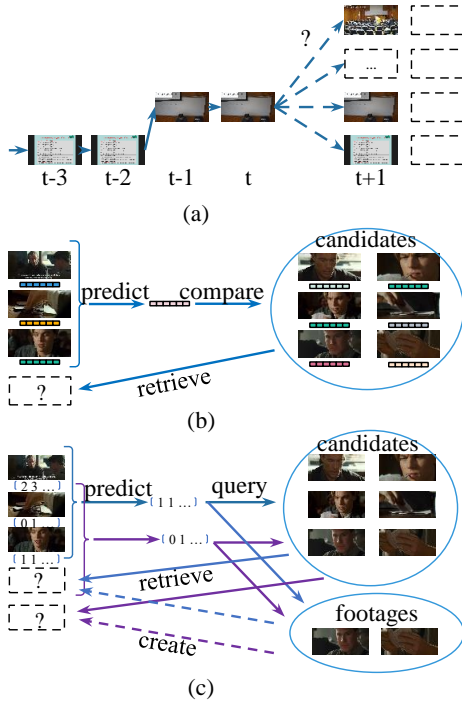 ?
...
t-3 t-2 t-1 t t+1
(a)
candidates
predict compare
?
retrieve
(b)
candidates
predict query
{ 2 3 ... } { 1 1 ... }
{ 0 1 ... } { 0 1 ... }
{ 1 1 ... }
? retrieve
? footages
create
(c)